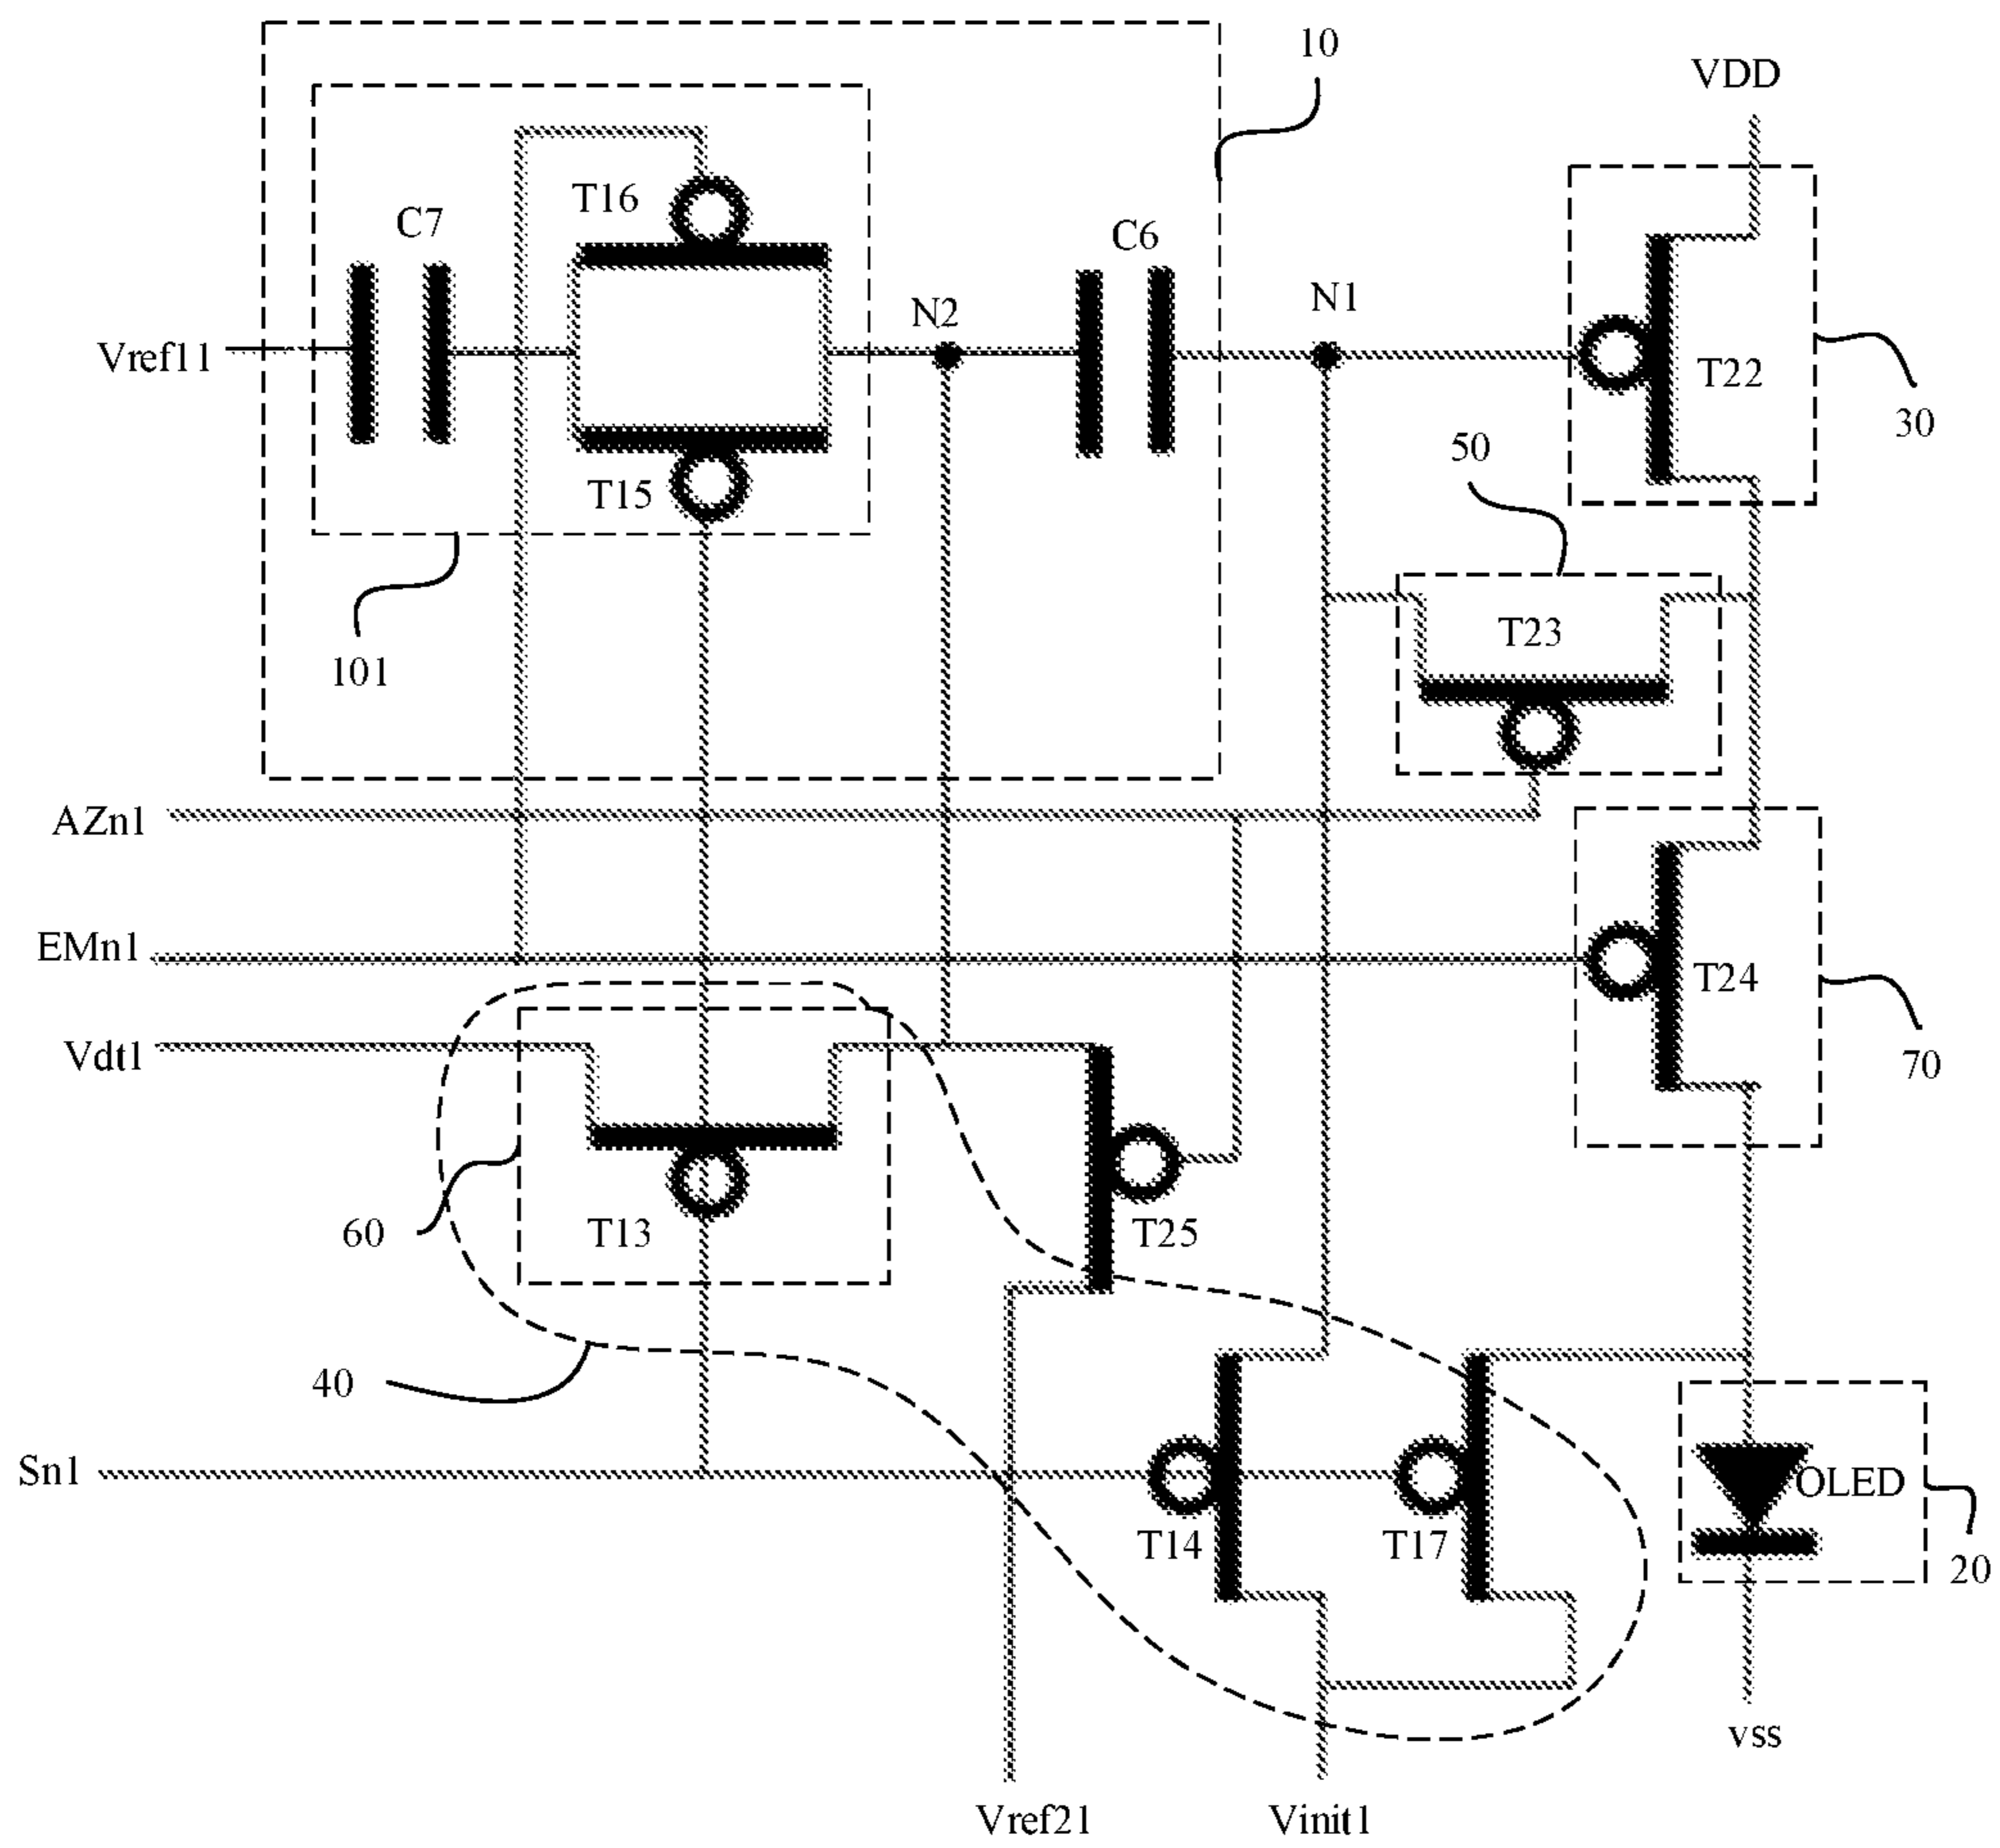 10
VDD
T16
C7
C6
N2
N1
Vref11
T22
30
50
T15
T23
101
AZn1
EMn1
T24
Vdt1
70
60
T13
T25
40
Sn1
OLED
T14
T17
20
vss
Vref21
Vinit1